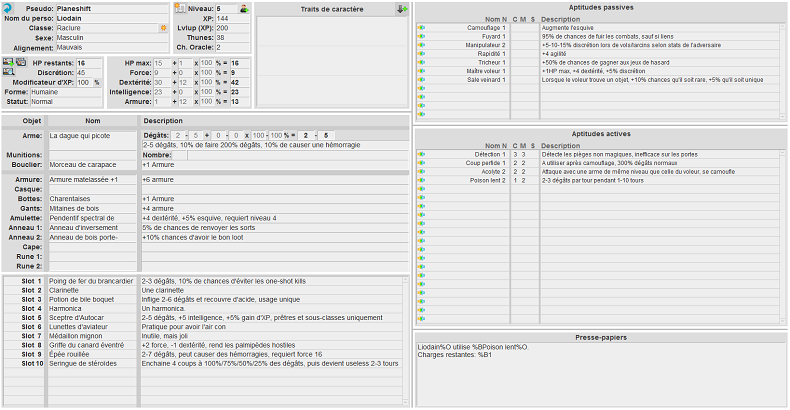 Pseudo: Planeshift
Nom du perso: Liodain
Classe: Raclure
Sexe: Masculin
Alignement: Mauvais
Niveau: 5
XP: 144
Lvlup (XP): 200
Thunes: 38
Ch. Oracle: 2
Traits de caractère
HP restants: 16
Discrétion: 45
Modificateur d'XP: 100 %
Forme: Humaine
Statut: Normal
HP max: 15 + 1 x 100 % = 16
Force: 9 + 0 x 100 % = 9
Dextérité: 30 + 12 x 100 % = 42
Intelligence: 23 + 0 x 100 % = 23
Armure: 1 + 12 x 100 % = 13
Objet Nom Description
Arme: La dague qui picote Dégâts: 2 - 5 + 0 - 0 x 100 - 100 % = 2 - 5
2-5 dégâts, 10% de faire 200% dégâts, 10% de causer une hémorragie
Munitions: Nombre:
Bouclier: Morceau de carapace +1 Armure
Armure: Armure matelassée +1 +6 armure
Casque:
Bottes: Charentaises +1 Armure
Gants: Mitaines de bois +4 armure
Amulette: Pendentif spectral de +4 dextérité, +5% esquive, requiert niveau 4
Anneau 1: Anneau d'inversement 5% de chances de renvoyer les sorts
Anneau 2: Anneau de bois porte- +10% chances d'avoir le bon loot
Cape:
Rune 1:
Rune 2:
Slot 1 Poing de fer du brancardier 2-3 dégâts, 10% de chances d'éviter les one-shot kills
Slot 2 Clarinette Une clarinette
Slot 3 Potion de bile boquet Inflige 2-6 dégâts et recouvre d'acide, usage unique
Slot 4 Harmonica Un harmonica.
Slot 5 Sceptre d'Autocar 2-5 dégâts, +5 intelligence, +5% gain d'XP, prêtres et sous-classes uniquement
Slot 6 Lunettes d'aviateur Pratique pour avoir l'air con
Slot 7 Médaillon mignon Inutile, mais joli
Slot 8 Griffe du canard éventré +2 force, -1 dextérité, rend les palmipèdes hostiles
Slot 9 Épée rouillée 2-7 dégâts, peut causer des hémorragies, requiert force 16
Slot 10 Seringue de stéroïdes Enchaine 4 coups à 100%/75%/50%/25% des dégâts, puis devient useless 2-3 tours
Aptitudes passives
Nom N C M $ Description
Camouflage 1 Augmente l'esquive
Fuyard 1 95% de chances de fuir les combats, sauf si liens
Manipulateur 2 +5-10-15% discrétion lors de vols/larcins selon stats de l'adversaire
Rapidité 1 +4 agilité
Tricheur 1 +50% de chances de gagner aux jeux de hasard
Maître voleur 1 +1HP max, +4 dextérité, +5% discrétion
Sale veinard 1 Lorsque le voleur trouve un objet, +10% chances qu'il soit rare, +5% qu'il soit unique
Aptitudes actives
Nom N C M $ Description
Détection 1 3 3 Détecte les pièges non magiques, inefficace sur les portes
Coup perfide 1 2 2 A utiliser après camouflage, 300% dégâts normaux
Acolyte 2 2 2 Attaque avec une arme de même niveau que celle du voleur, se camoufle
Poison lent 2 1 2 2-3 dégâts par tour pendant 1-10 tours
Presse-papiers
Liodain%O utilise %BPoison lent%O.
Charges restantes: %B1